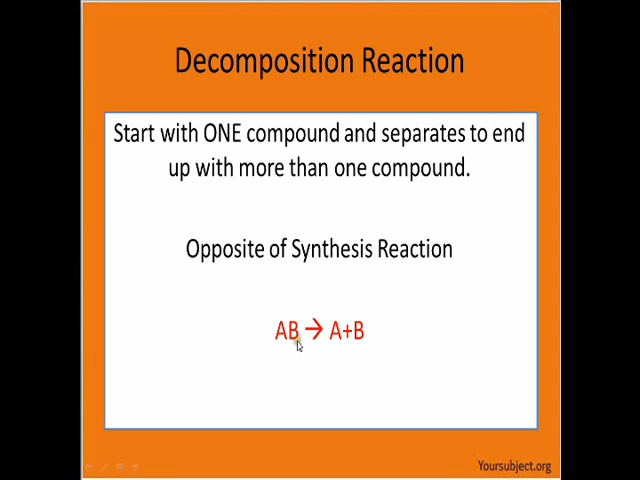 Decomposition Reaction
Start with ONE compound and separates to end
up with more than one compound.
Opposite of Synthesis Reaction
AB → A+B
Yoursubject.org